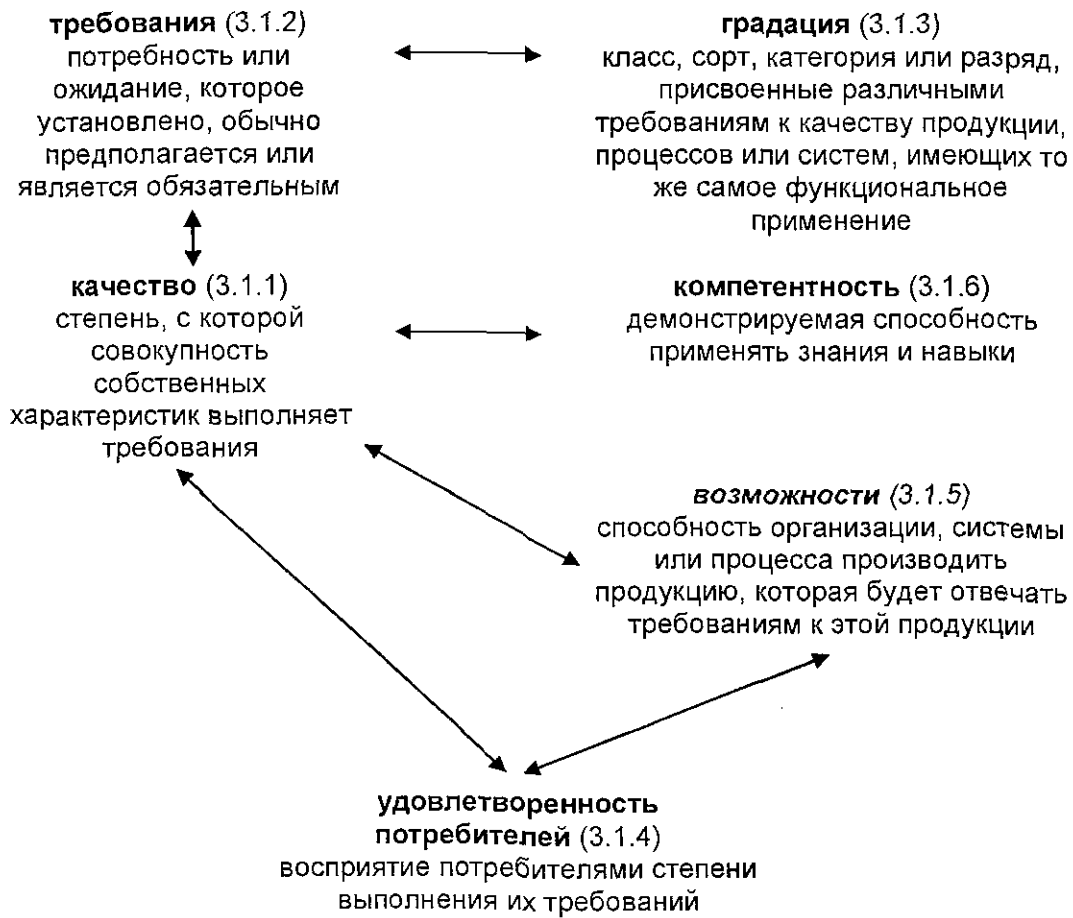 требования (3.1.2)
потребность или
ожидание, которое
установлено, обычно
предполагается или
является обязательным
градация (3.1.3)
класс, сорт, категория или разряд,
присвоенные различными
требованиям к качеству продукции,
процессов или систем, имеющих то
же самое функциональное
применение
качество (3.1.1)
степень, с которой
совокупность
собственных
характеристик выполняет
требования
компетентность (3.1.6)
демонстрируемая способность
применять знания и навыки
возможности (3.1.5)
способность организации, системы
или процесса производить
продукцию, которая будет отвечать
требованиям к этой продукции
удовлетворенность
потребителей (3.1.4)
восприятие потребителями степени
выполнения их требований